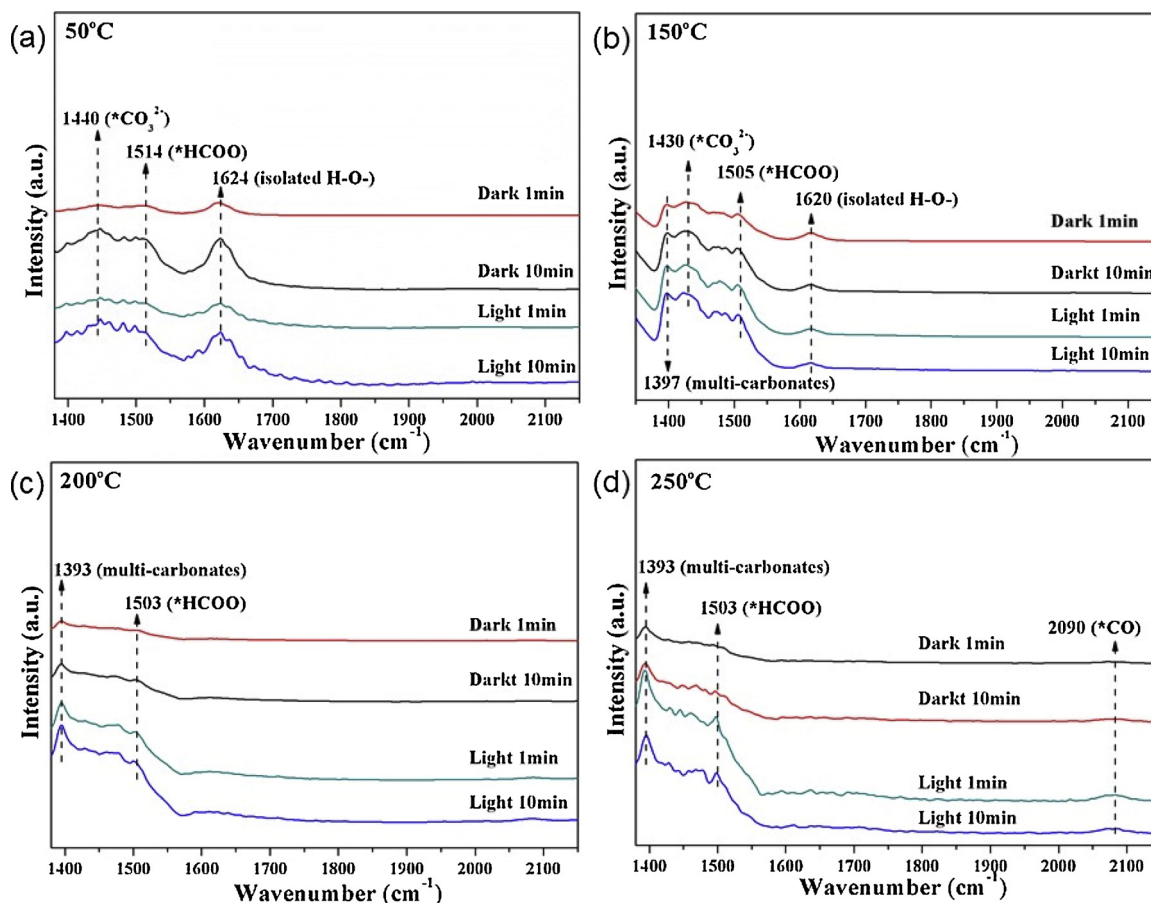 (a)
50°C
1440 (*CO₃²⁻)
1514 (*HCOO)
1624 (isolated H-O-)
Dark 1min
Dark 10min
Light 1min
Light 10min
Intensity (a.u.)
1400 1500 1600 1700 1800 1900 2000 2100
Wavenumber (cm⁻¹)
(b)
150°C
1430 (*CO₃²⁻)
1505 (*HCOO)
1620 (isolated H-O-)
Dark 1min
Darkt 10min
Light 1min
Light 10min
1397 (multi-carbonates)
Intensity (a.u.)
1400 1500 1600 1700 1800 1900 2000 2100
Wavenumber (cm⁻¹)
(c)
200°C
1393 (multi-carbonates)
1503 (*HCOO)
Dark 1min
Darkt 10min
Light 1min
Light 10min
Intensity (a.u.)
1400 1500 1600 1700 1800 1900 2000 2100
Wavenumber (cm⁻¹)
(d)
250°C
1393 (multi-carbonates)
1503 (*HCOO)
2090 (*CO)
Dark 1min
Darkt 10min
Light 1min
Light 10min
Intensity (a.u.)
1400 1500 1600 1700 1800 1900 2000 2100
Wavenumber (cm⁻¹)